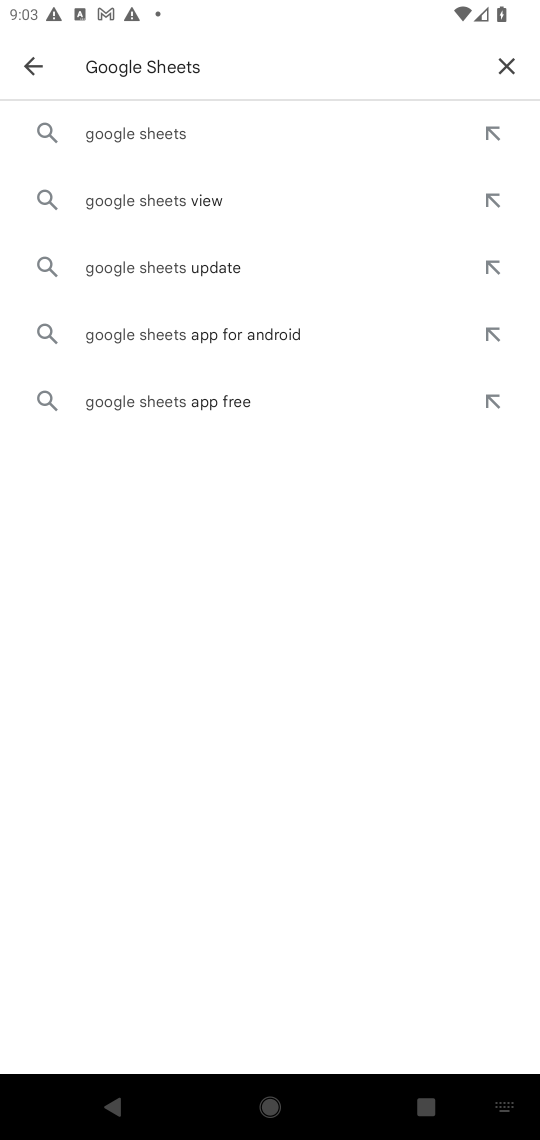 9:03
Google Sheets
google sheets
google sheets view
google sheets update
google sheets app for android
google sheets app free